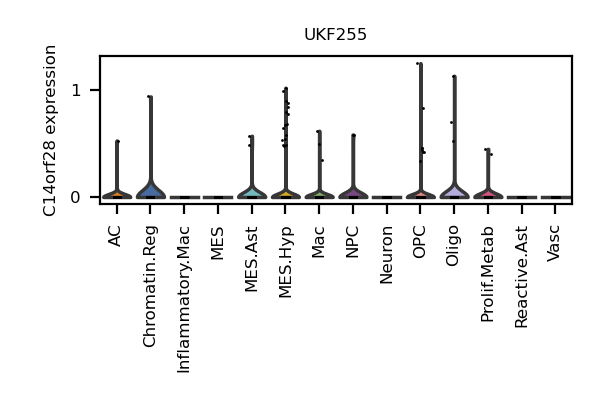 UKF255
C14orf28 expression
1
0
AC
Chromatin.Reg
Inflammatory.Mac
MES
MES.Ast
MES.Hyp
Mac
NPC
Neuron
OPC
Oligo
Prolif.Metab
Reactive.Ast
Vasc